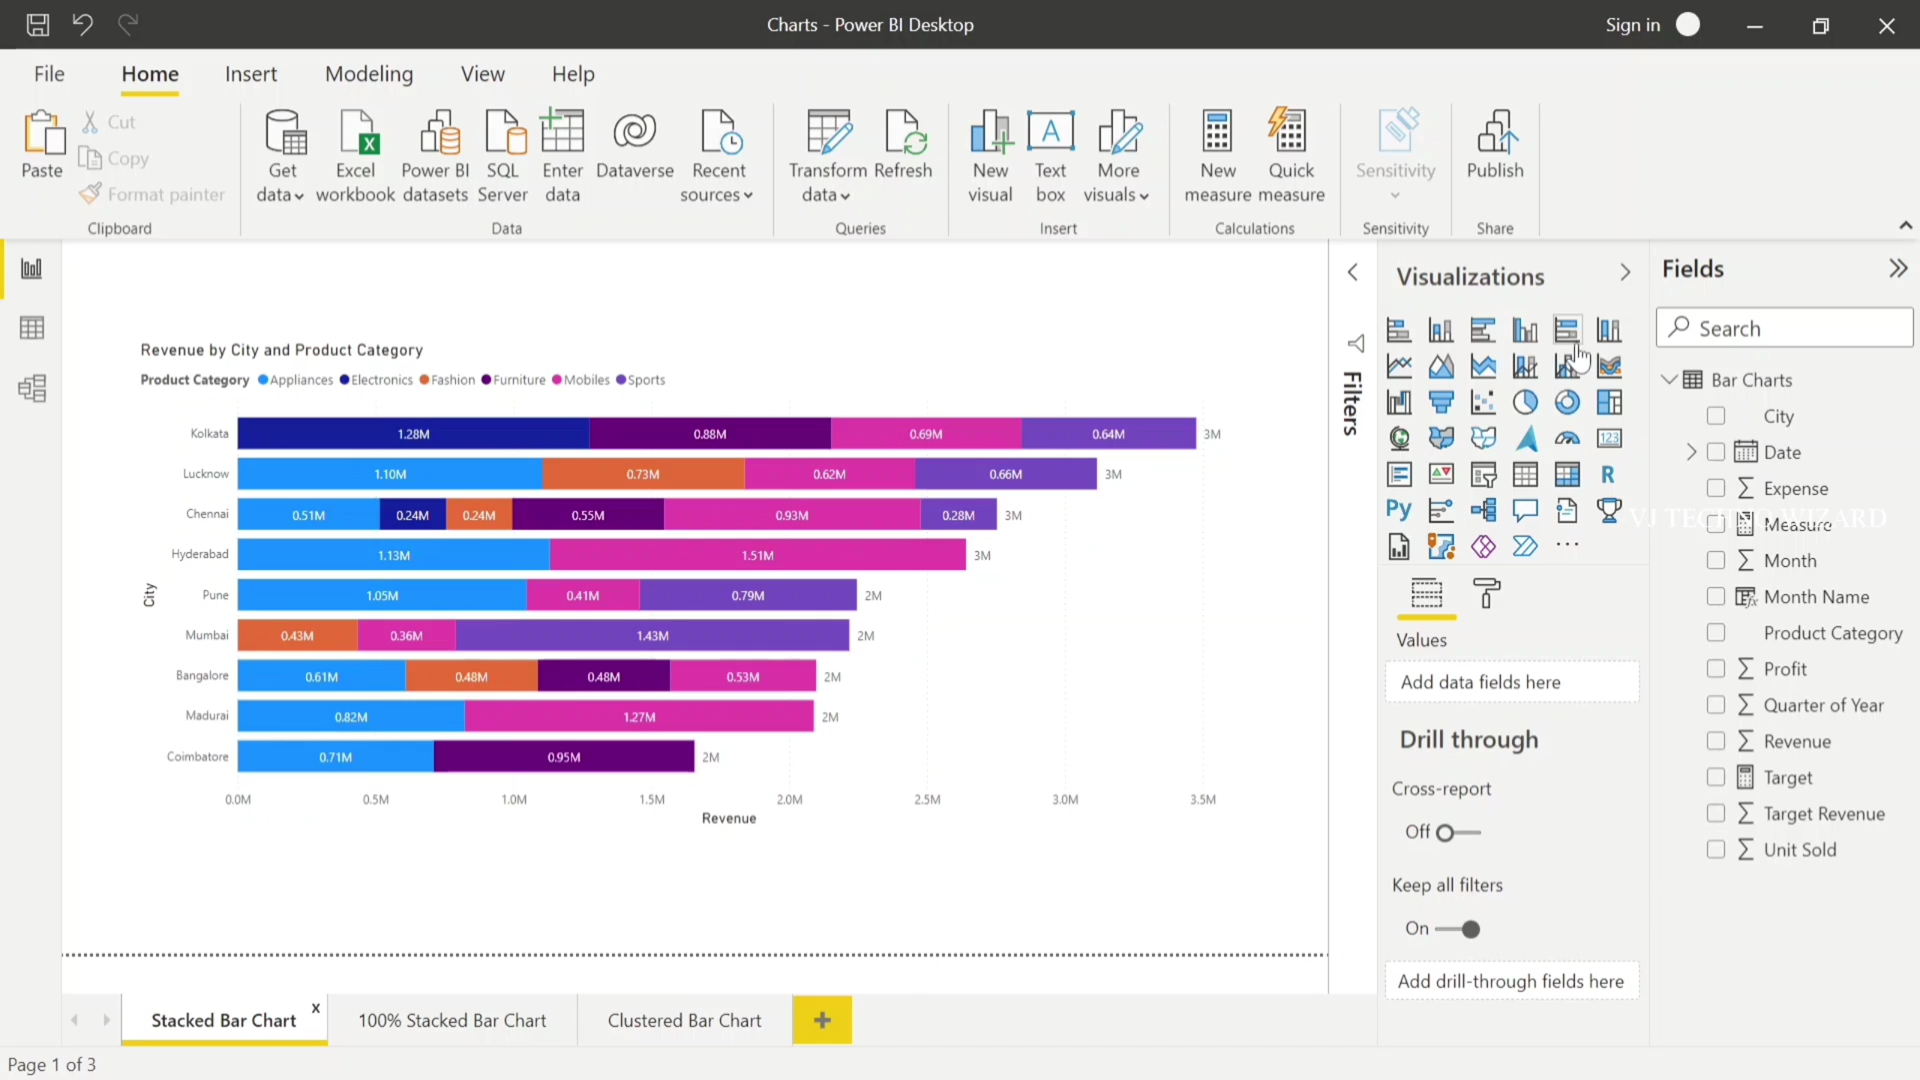 Charts - Power BI Desktop
Sign in
File Home Insert Modeling View Help
Paste
Cut
Copy
Format painter
Clipboard
Get data
Excel workbook
Power BI datasets
SQL Server
Enter data
Dataverse
Recent sources
Data
Transform data
Refresh
Queries
New visual
Text box
More visuals
Insert
New measure
Quick measure
Calculations
Sensitivity
Sensitivity
Publish
Share
Revenue by City and Product Category
Product Category Appliances Electronics Fashion Furniture Mobiles Sports
City
Kolkata 1.28M 0.88M 0.69M 0.64M 3M
Lucknow 1.10M 0.73M 0.62M 0.66M 3M
Chennai 0.51M 0.24M 0.24M 0.55M 0.93M 0.28M 3M
Hyderabad 1.13M 1.51M 3M
Pune 1.05M 0.41M 0.79M 2M
Mumbai 0.43M 0.36M 1.43M 2M
Bangalore 0.61M 0.48M 0.48M 0.53M 2M
Madurai 0.82M 1.27M 2M
Coimbatore 0.71M 0.95M 2M
0.0M 0.5M 1.0M 1.5M 2.0M 2.5M 3.0M 3.5M
Revenue
Filters
Visualizations
123
R
Py
...
Values
Add data fields here
Drill through
Cross-report
Off
Keep all filters
On
Add drill-through fields here
Fields
Search
Bar Charts
City
Date
Expense
Measure
VJ TECHNO WIZARD
Month
Month Name
Product Category
Profit
Quarter of Year
Revenue
Target
Target Revenue
Unit Sold
Stacked Bar Chart x
100% Stacked Bar Chart
Clustered Bar Chart
+
Page 1 of 3